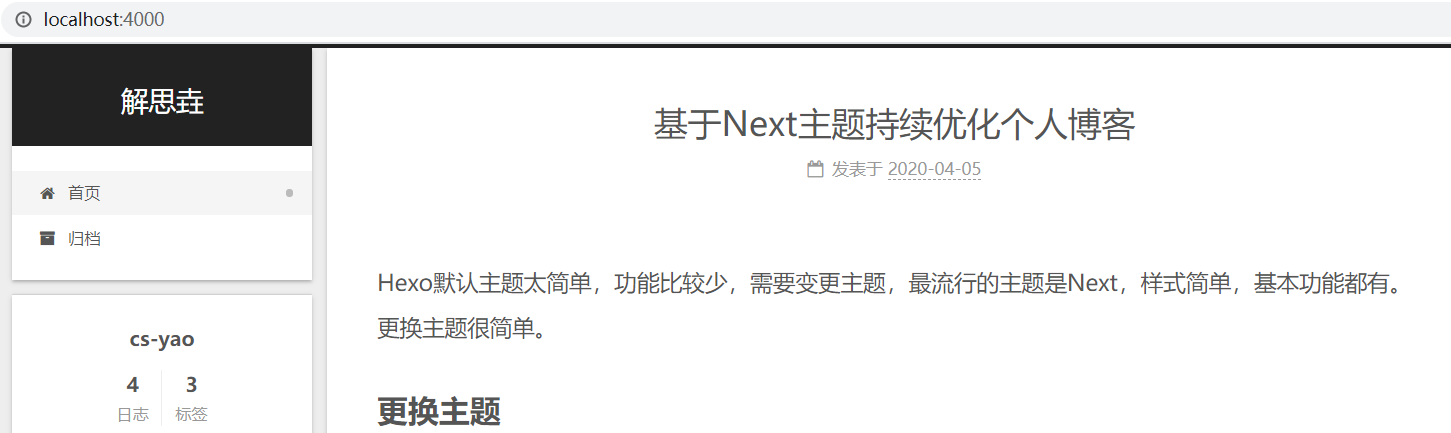 localhost:4000
解思垚
首页
归档
cs-yao
4 3
日志 标签
基于Next主题持续优化个人博客
发表于 2020-04-05
Hexo默认主题太简单，功能比较少，需要变更主题，最流行的主题是Next，样式简单，基本功能都有。
更换主题很简单。
更换主题